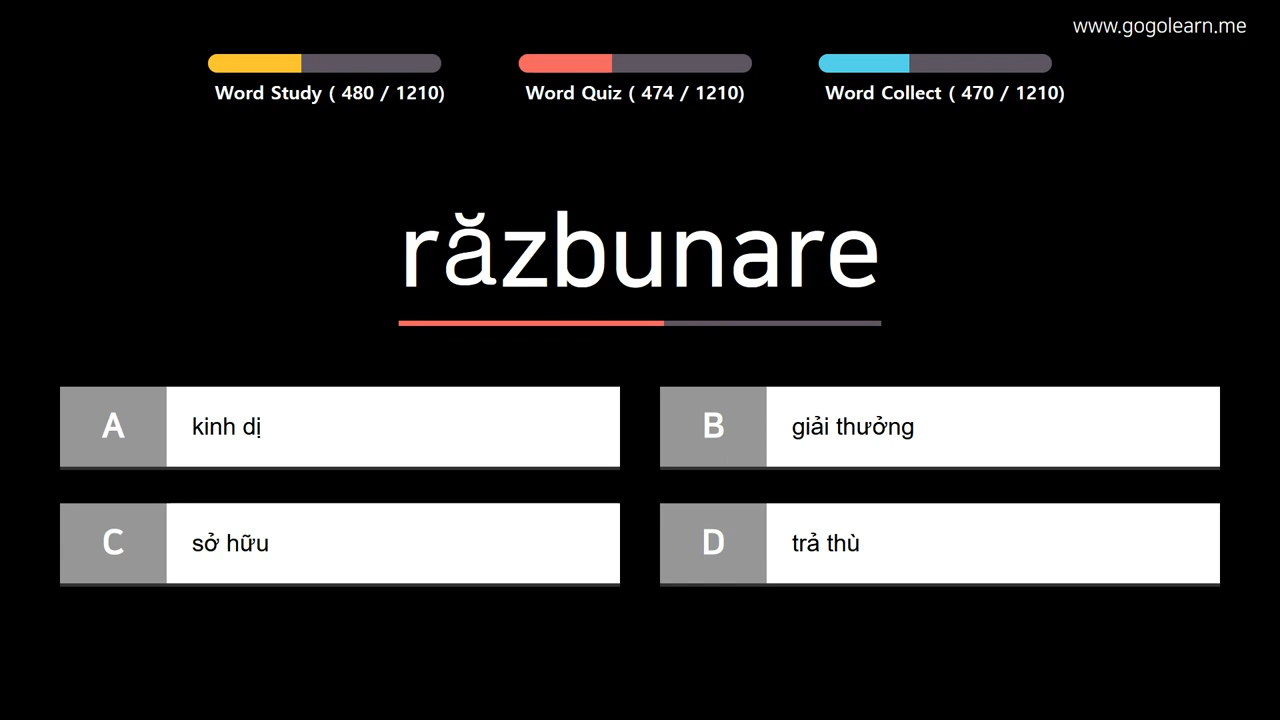 www.gogolearn.me
Word Study ( 480 / 1210)
Word Quiz ( 474 / 1210)
Word Collect ( 470 / 1210)
răzbunare
A kinh dị
B giải thưởng
C sở hữu
D trả thù